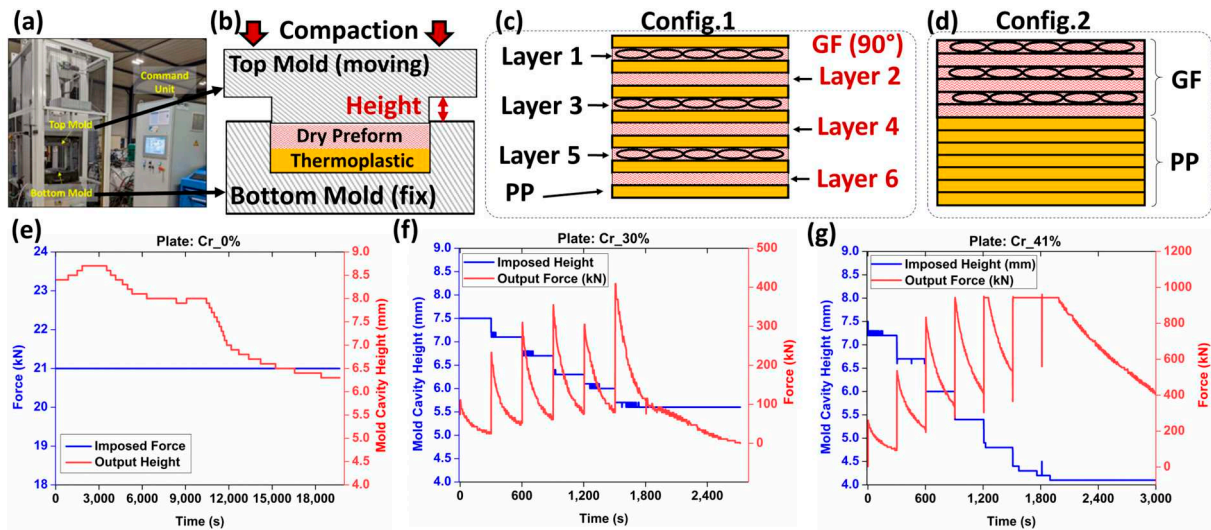 (a)
Command
Unit
Top Mold
Bottom Mold
(b)
Compaction
Top Mold (moving)
Height
Dry Preform
Thermoplastic
Bottom Mold (fix)
(c)
Config.1
Layer 1
GF (90°)
Layer 2
Layer 3
Layer 4
Layer 5
Layer 6
PP
(d)
Config.2
GF
PP
(e)
Plate: Cr_0%
Force (kN)
24
23
22
21
20
19
18
Mold Cavity Height (mm)
9.0
8.5
8.0
7.5
7.0
6.5
6.0
5.5
5.0
4.5
4.0
Imposed Force
Output Height
0 3,000 6,000 9,000 12,000 15,000 18,000
Time (s)
(f)
Plate: Cr_30%
Mold Cavity Height (mm)
9.0
8.5
8.0
7.5
7.0
6.5
6.0
5.5
5.0
4.5
4.0
Imposed Height
Output Force (kN)
Force (kN)
500
400
300
200
100
0
0 600 1,200 1,800 2,400
Time (s)
(g)
Plate: Cr_41%
Mold Cavity Height (mm)
9.0
8.5
8.0
7.5
7.0
6.5
6.0
5.5
5.0
4.5
4.0
Imposed Height (mm)
Output Force (kN)
Force (kN)
1200
1000
800
600
400
200
0
0 600 1,200 1,800 2,400 3,000
Time (s)